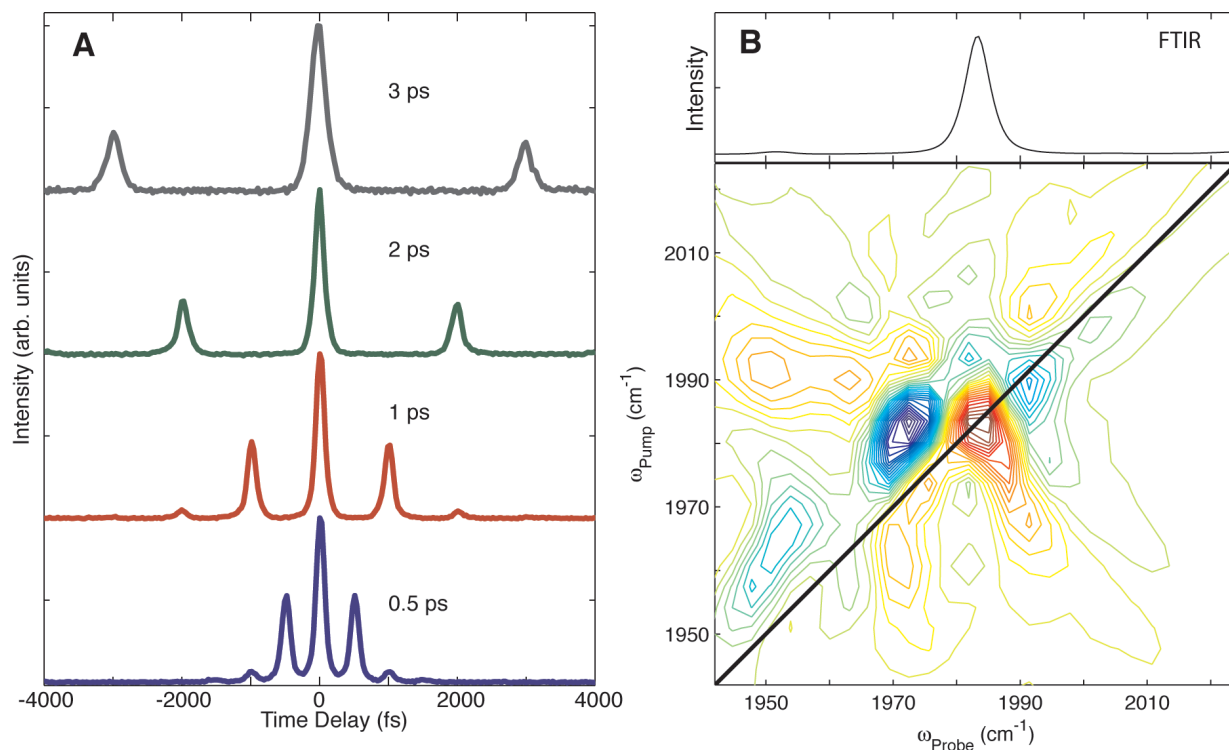 A
3 ps
2 ps
1 ps
0.5 ps
Intensity (arb. units)
-4000
-2000
0
2000
4000
Time Delay (fs)
B
FTIR
Intensity
2010
1990
1970
1950
ωPump (cm-1)
1950
1970
1990
2010
ωProbe (cm-1)